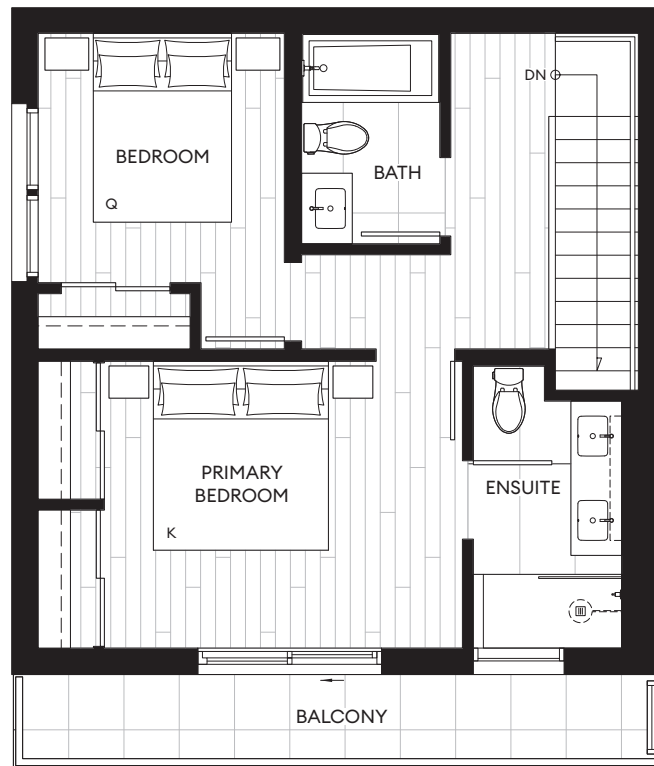 DN
BEDROOM
BATH
Q
PRIMARY
BEDROOM
ENSUITE
K
BALCONY